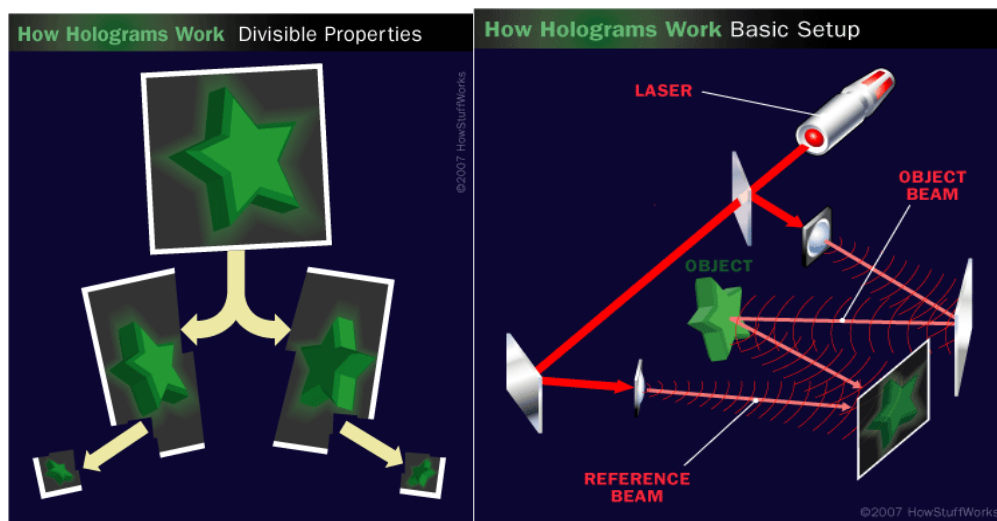 How Holograms Work Divisible Properties
©2007 HowStuffWorks
How Holograms Work Basic Setup
LASER
OBJECT
BEAM
OBJECT
REFERENCE
BEAM
©2007 HowStuffWorks